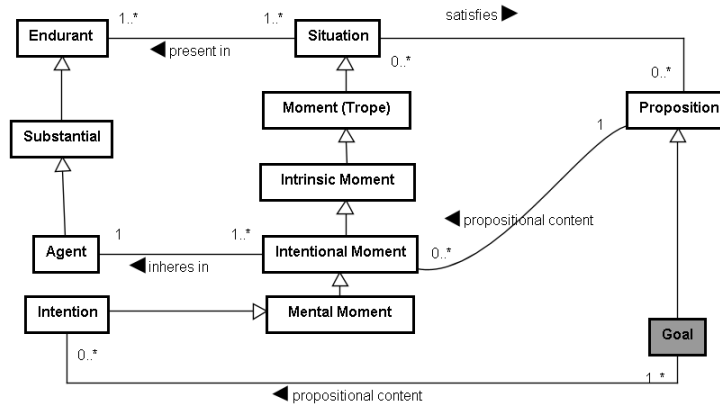 1..*
1..*
satisfies ►
Endurant
Situation
◄ present in
0..*
0..*
Moment (Trope)
Proposition
Substantial
1
Intrinsic Moment
◄ propositional content
1
1..*
Agent
Intentional Moment
0..*
◄ inheres in
Intention
Mental Moment
Goal
0..*
1..*
◄ propositional content